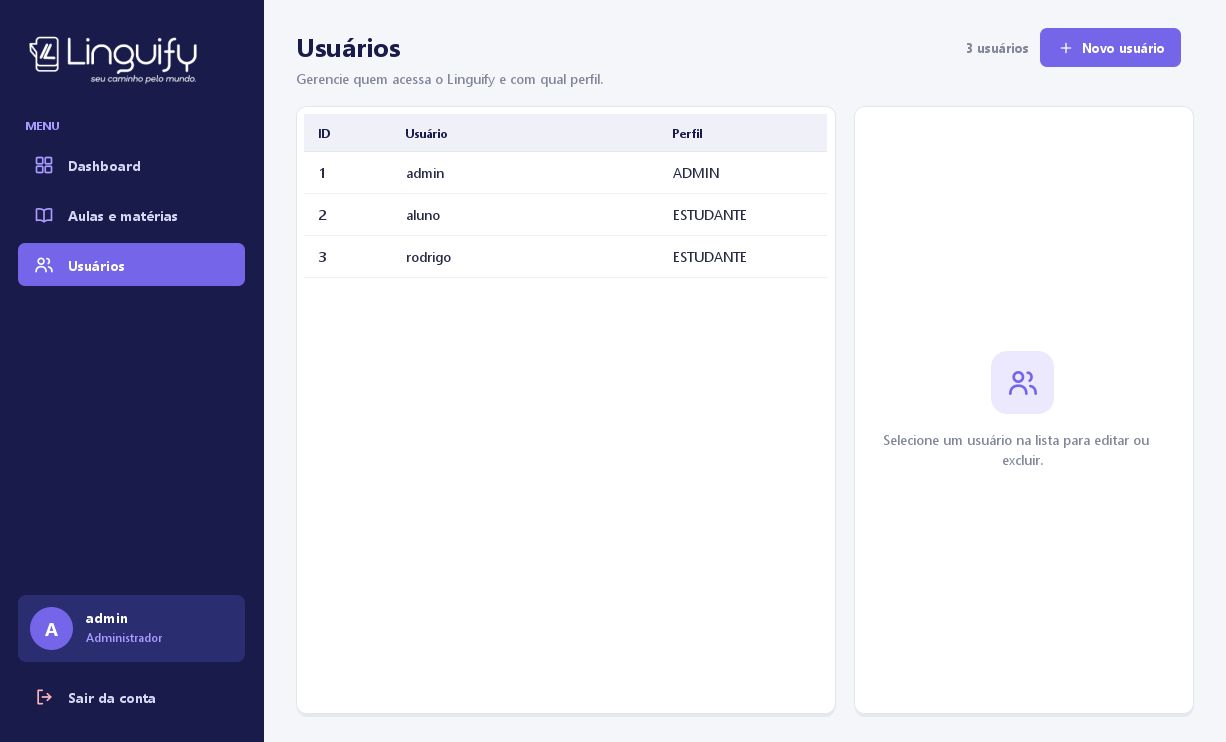 Linguify
seu caminho pelo mundo.
MENU
Dashboard
Aulas e matérias
Usuários
admin
Administrador
A
Sair da conta
Usuários
Gerencie quem acessa o Linguify e com qual perfil.
3 usuários
Novo usuário
ID Usuário Perfil
1 admin ADMIN
2 aluno ESTUDANTE
3 rodrigo ESTUDANTE
Selecione um usuário na lista para editar ou
excluir.